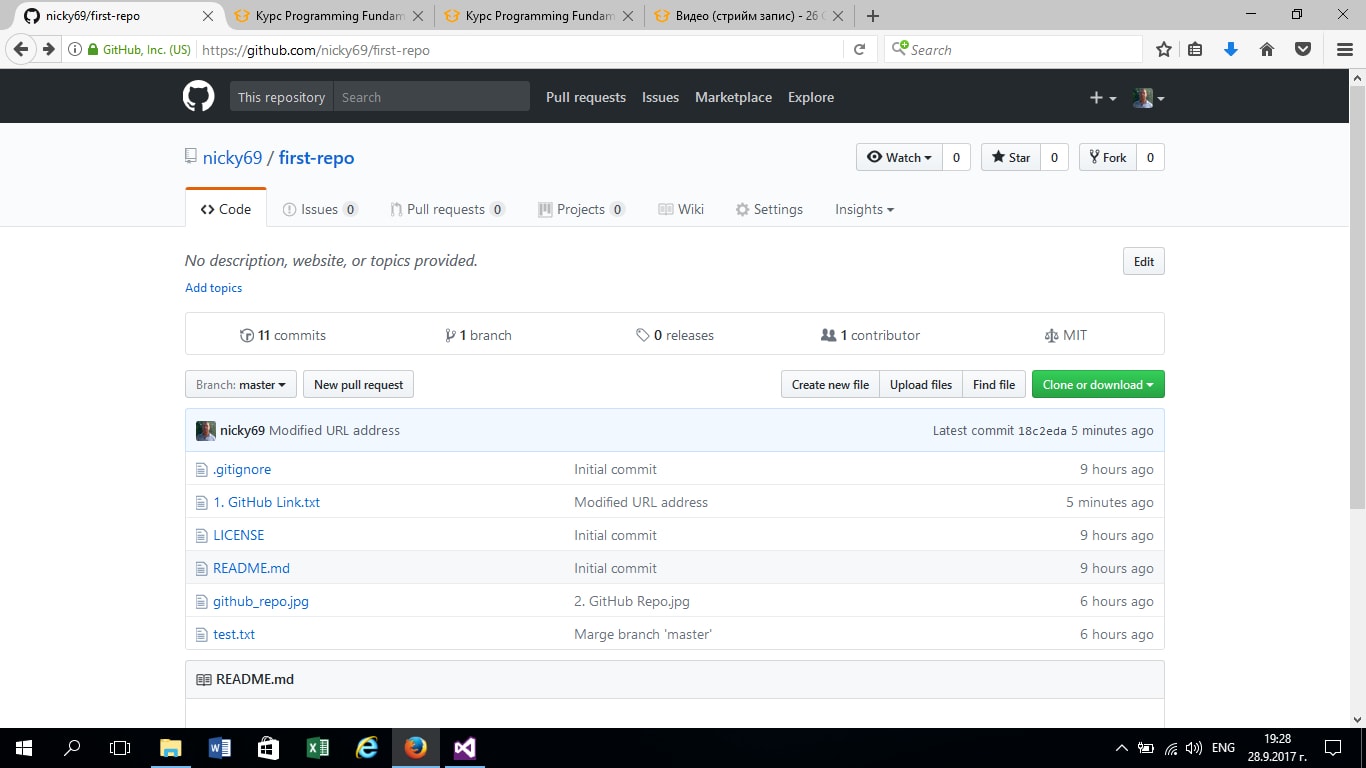 nicky69/first-repo
Курс Programming Fundam
Курс Programming Fundam
Видео (стрийм запис) - 26 С
GitHub, Inc. (US)
https://github.com/nicky69/first-repo
Search
This repository
Search
Pull requests
Issues
Marketplace
Explore
nicky69 / first-repo
Watch
0
Star
0
Fork
0
Code
Issues 0
Pull requests 0
Projects 0
Wiki
Settings
Insights
No description, website, or topics provided.
Edit
Add topics
11 commits
1 branch
0 releases
1 contributor
MIT
Branch: master
New pull request
Create new file
Upload files
Find file
Clone or download
nicky69 Modified URL address
Latest commit 18c2eda 5 minutes ago
.gitignore
Initial commit
9 hours ago
1. GitHub Link.txt
Modified URL address
5 minutes ago
LICENSE
Initial commit
9 hours ago
README.md
Initial commit
9 hours ago
github_repo.jpg
2. GitHub Repo.jpg
6 hours ago
test.txt
Marge branch 'master'
6 hours ago
README.md
ENG
19:28
28.9.2017 г.